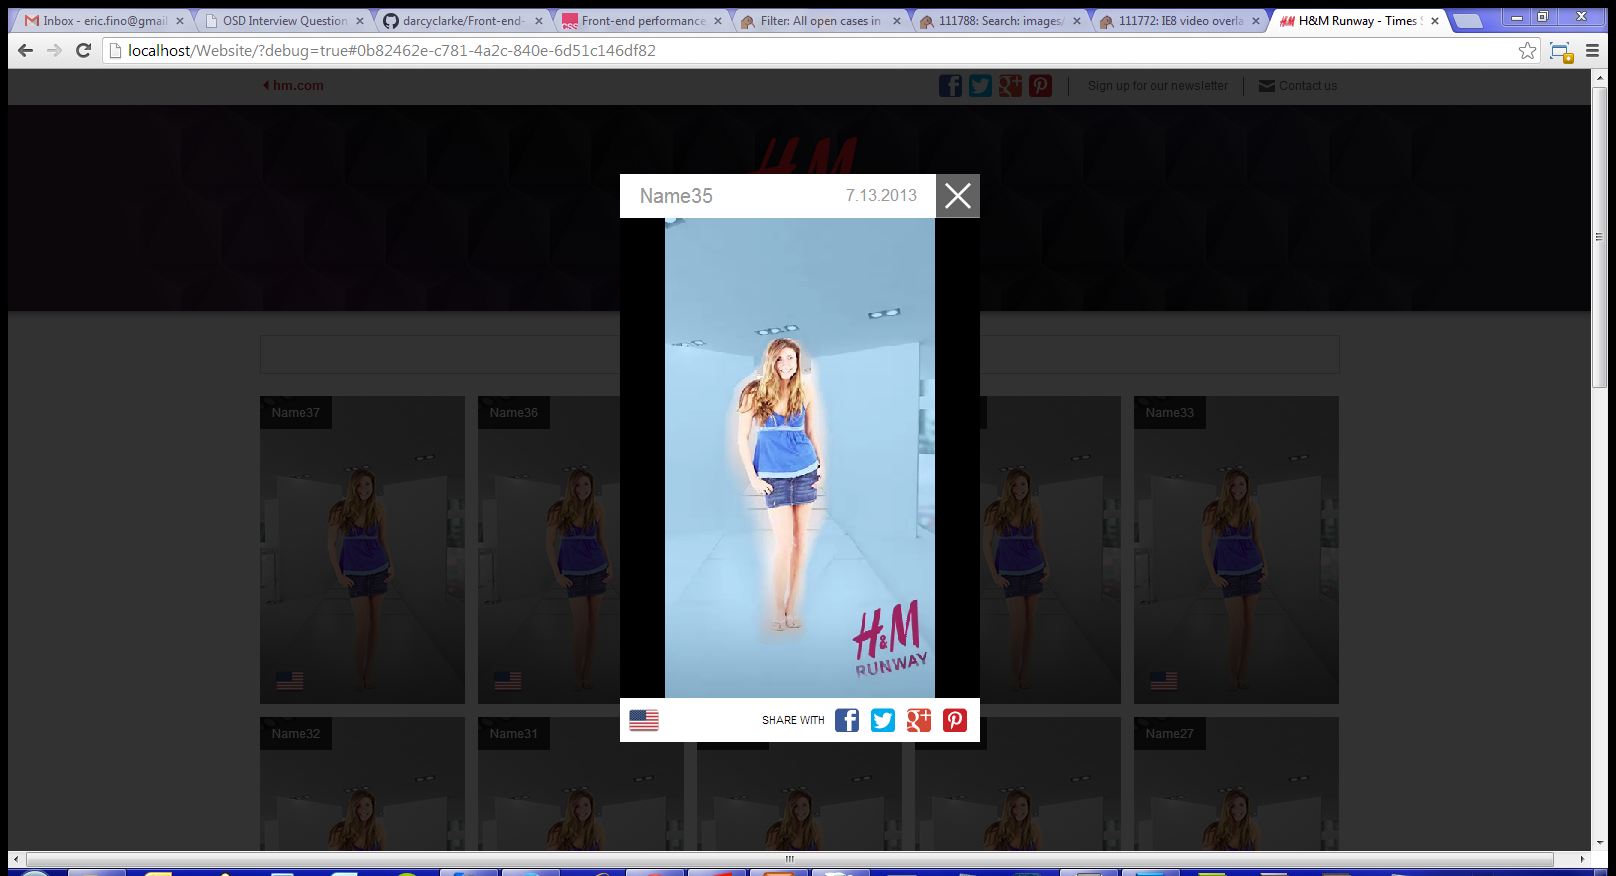 Inbox - eric.fino@gmail
OSD Interview Question
darcyclarke/Front-end-
Front-end performance
Filter: All open cases in
111788: Search: images/
111772: IE8 video overla
H&M Runway - Times S
localhost/Website/?debug=true#0b82462e-c781-4a2c-840e-6d51c146df82
hm.com
Sign up for our newsletter
Contact us
H&M
Name35
7.13.2013
Name37
Name36
Name33
H&M
RUNWAY
SHARE WITH
Name32
Name31
Name27